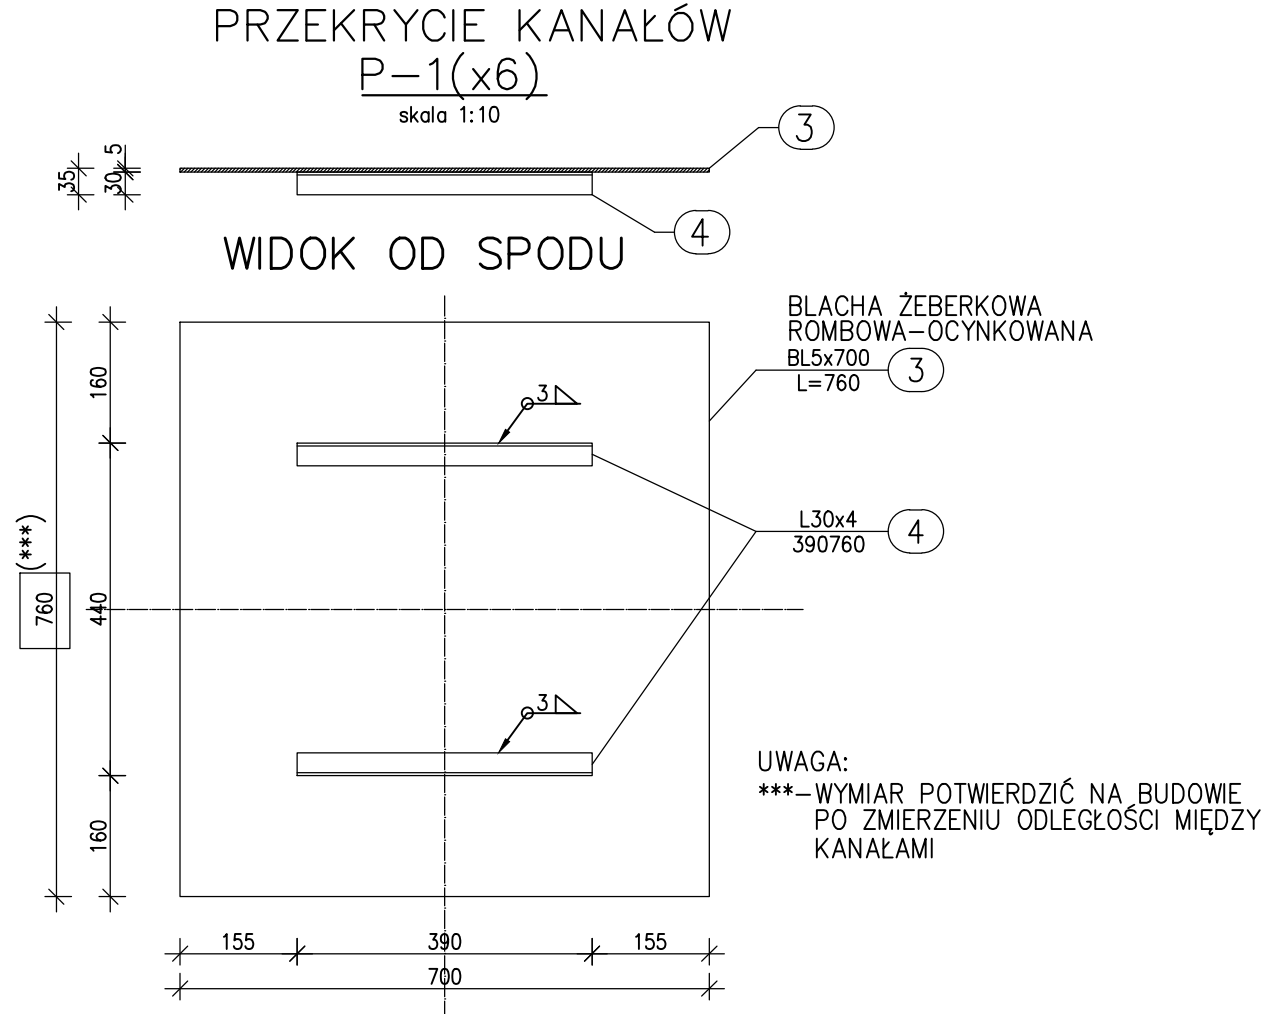 PRZEKRYCIE KANAŁÓW
P-1(x6)
skala 1:10
3
5
35
30
4
WIDOK OD SPODU
BLACHA ŻEBERKOWA
ROMBOWA-OCYNKOWANA
BL5x700
L=760
3
160
3
(***)
760
440
L30x4
390760
4
3
160
UWAGA:
***-WYMIAR POTWIERDZIĆ NA BUDOWIE
PO ZMIERZENIU ODLEGŁOŚCI MIĘDZY
KANAŁAMI
155
390
155
700